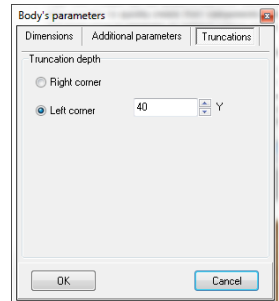 Body's parameters
Dimensions Additional parameters Truncations
Truncation depth
Right corner
Left corner 40 Y
OK Cancel